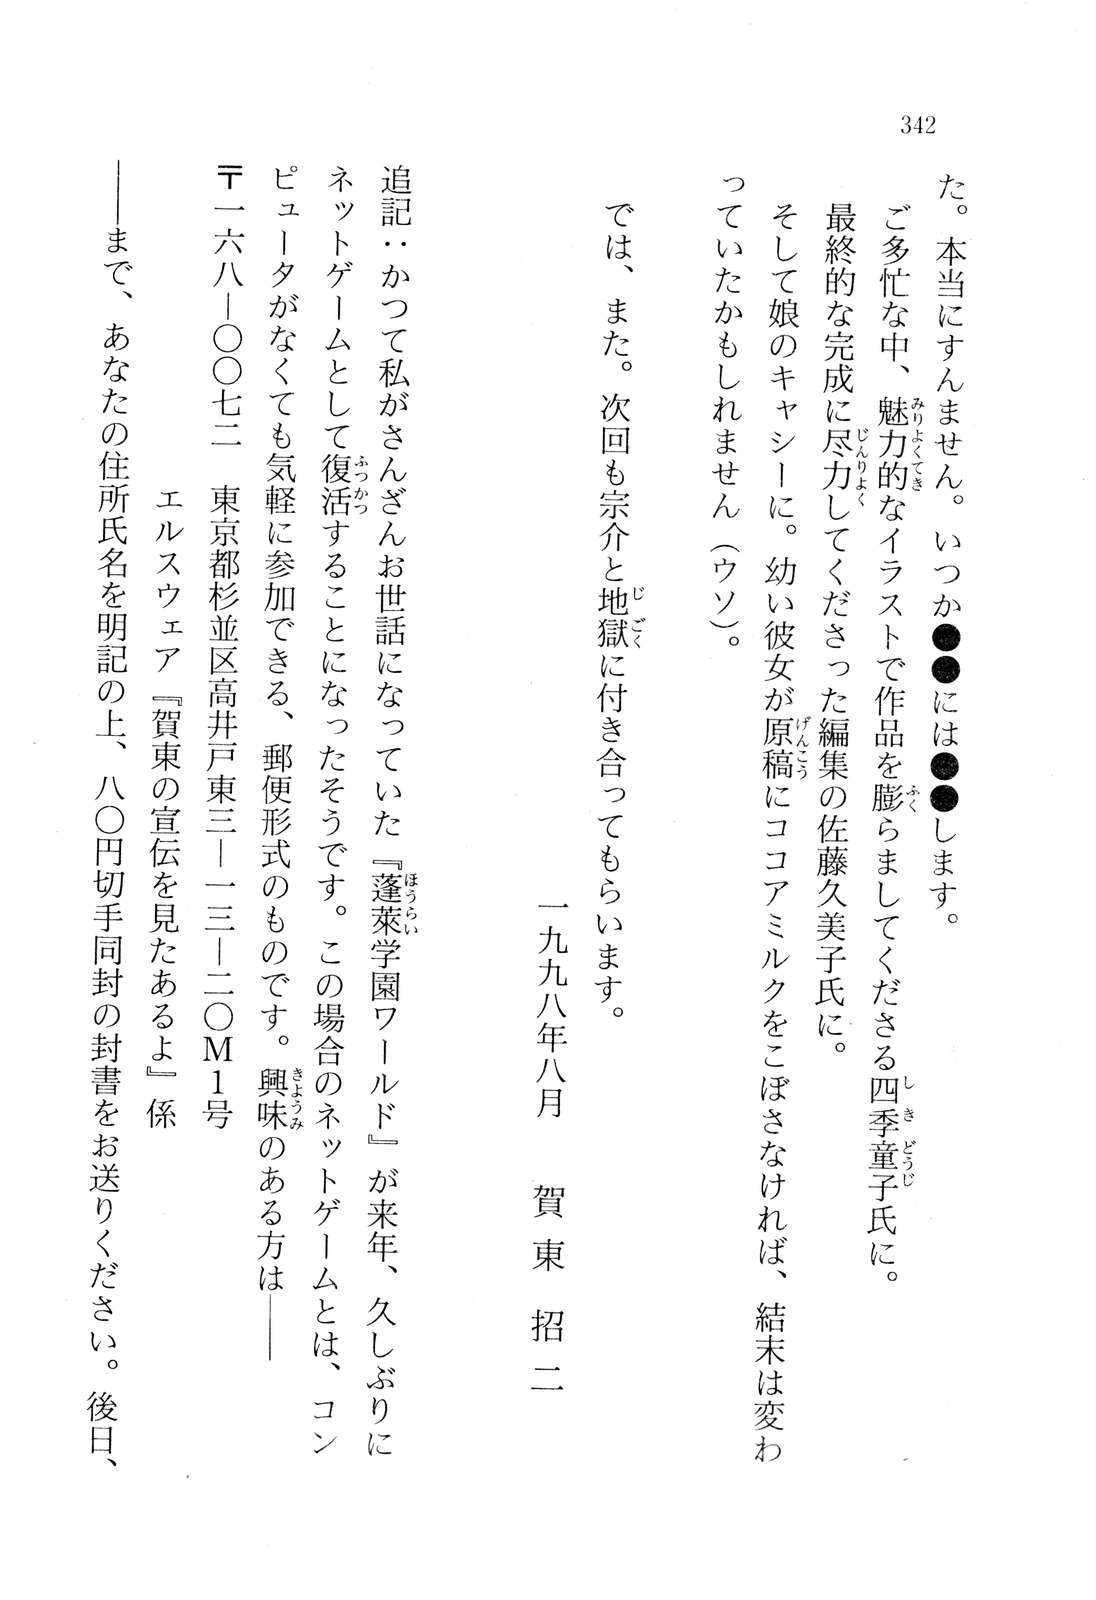 342
た。本当にすんません。いつか●●には●●します。
ご多忙な中、魅力的なイラストで作品を膨らましてくださる四季童子氏に。
最終的な完成に尽力してくださった編集の佐藤久美子氏に。
そして娘のキャシーに。幼い彼女が原稿にココアミルクをこぼさなければ、結末は変わ
っていたかもしれません（ウソ）。
では、また。次回も宗介と地獄に付き合ってもらいます。
一九九八年八月　賀東招二
追記：かつて私がさんざんお世話になっていた『蓬萊学園ワールド』が来年、久しぶりに
ネットゲームとして復活することになったそうです。この場合のネットゲームとは、コン
ピュータがなくても気軽に参加できる、郵便形式のものです。興味のある方は――
〒一六八―〇〇七二　東京都杉並区高井戸東三―一三―二〇M1号
エルスウェア『賀東の宣伝を見たあるよ』係
――まで、あなたの住所氏名を明記の上、八〇円切手同封の封書をお送りください。後日、